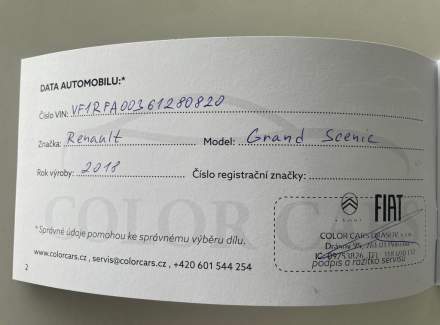 DATA AUTOMOBILU:*
Číslo VIN: VF1RFA00361280820
Značka: Renault Model: Grand Scenic
Rok výroby: 2018 Číslo registrační značky:
COLOR CARS
*Správné údaje pomohou ke správnému výběru dílu.
FIAT
COLOR CARS
www.colorcars.cz, servis@colorcars.cz, +420 601 544 254
podpis a razítko servisu
2